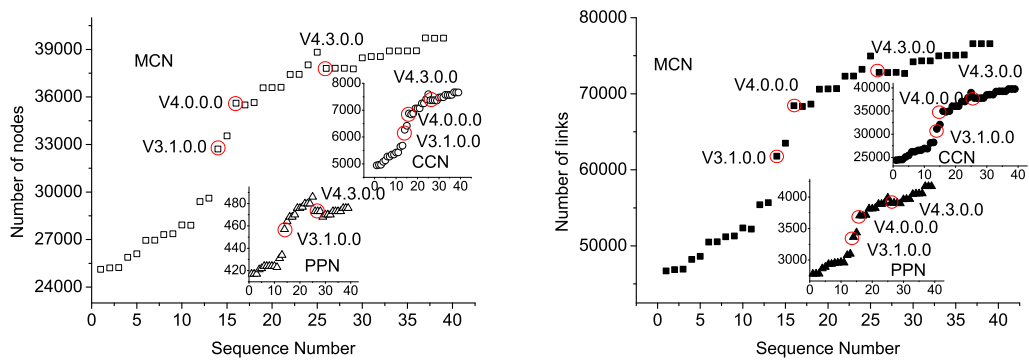 39000
36000
33000
30000
27000
24000
Number of nodes
MCN
V4.3.0.0
V4.0.0.0
V3.1.0.0
8000
7000
6000
5000
V4.3.0.0
V4.0.0.0
V3.1.0.0
CCN
0 10 20 30 40
480
460
440
420
V4.3.0.0
V3.1.0.0
PPN
0 10 20 30 40
0 5 10 15 20 25 30 35 40
Sequence Number
80000
70000
60000
50000
Number of links
MCN
V4.3.0.0
V4.0.0.0
V3.1.0.0
40000
35000
30000
25000
V4.3.0.0
V4.0.0.0
V3.1.0.0
CCN
0 10 20 30 40
4000
3500
3000
V4.3.0.0
V4.0.0.0
V3.1.0.0
PPN
0 10 20 30 40
0 5 10 15 20 25 30 35 40
Sequence Number